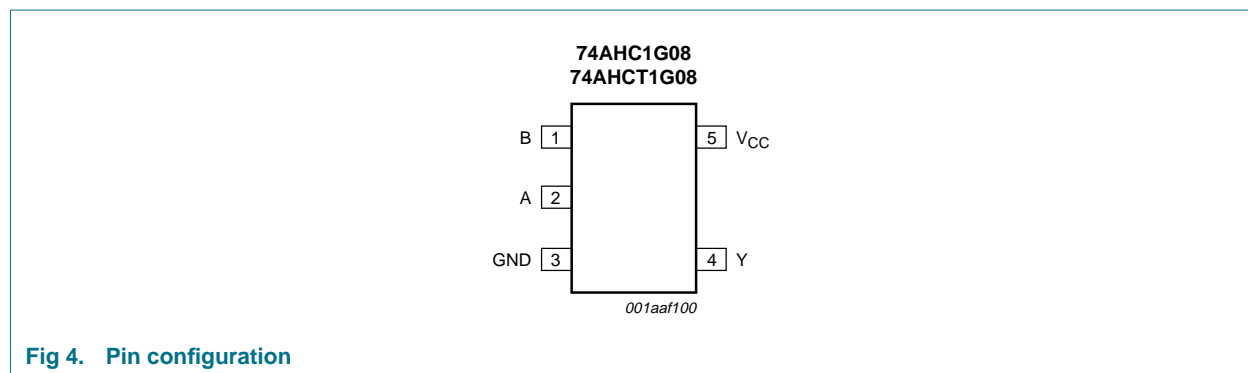 74AHC1G08
74AHCT1G08
B 1
5 VCC
A 2
GND 3
4 Y
001aaf100
Fig 4. Pin configuration